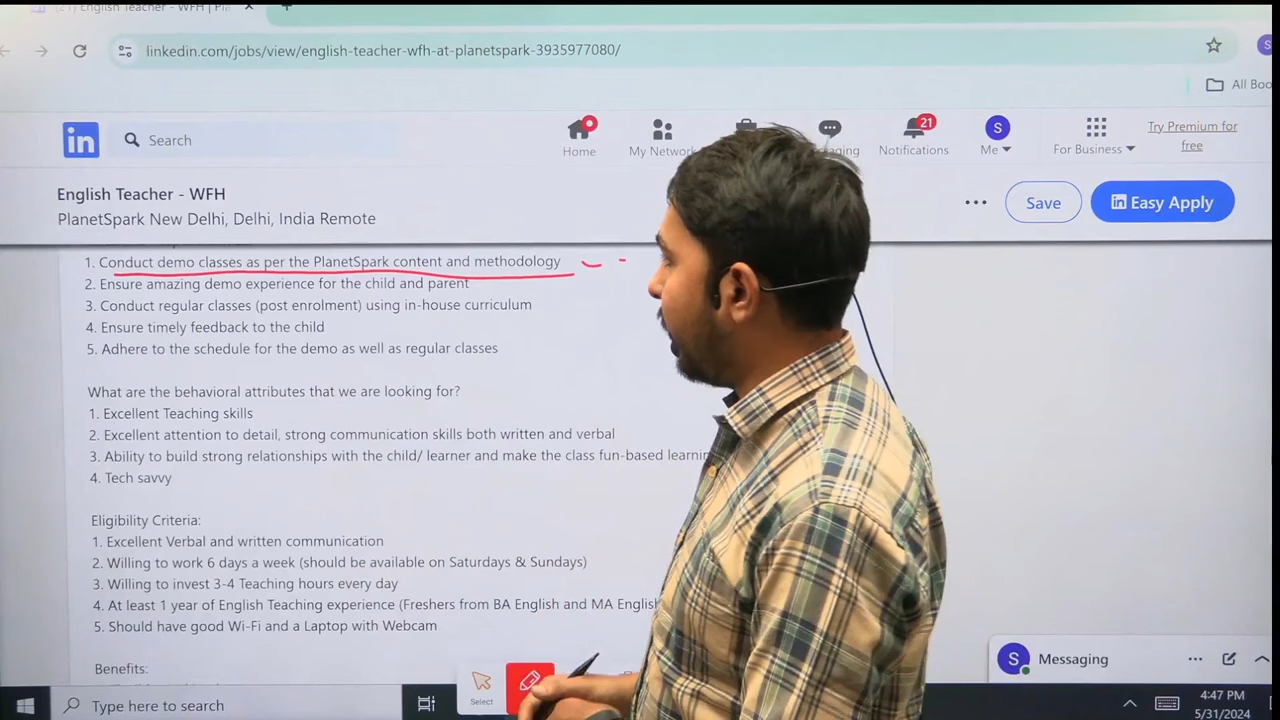 English Teacher - WFH | Pla
linkedin.com/jobs/view/english-teacher-wfh-at-planetspark-3935977080/
S
All Boo
in
Search
Home
My Network
aging
21
Notifications
S
Me
For Business
Try Premium for
free
English Teacher - WFH
PlanetSpark New Delhi, Delhi, India Remote
...
Save
in Easy Apply
1. Conduct demo classes as per the PlanetSpark content and methodology
2. Ensure amazing demo experience for the child and parent
3. Conduct regular classes (post enrolment) using in-house curriculum
4. Ensure timely feedback to the child
5. Adhere to the schedule for the demo as well as regular classes
What are the behavioral attributes that we are looking for?
1. Excellent Teaching skills
2. Excellent attention to detail, strong communication skills both written and verbal
3. Ability to build strong relationships with the child/ learner and make the class fun-based learnin
4. Tech savvy
Eligibility Criteria:
1. Excellent Verbal and written communication
2. Willing to work 6 days a week (should be available on Saturdays & Sundays)
3. Willing to invest 3-4 Teaching hours every day
4. At least 1 year of English Teaching experience (Freshers from BA English and MA English
5. Should have good Wi-Fi and a Laptop with Webcam
Benefits:
Select
S
Messaging
...
Type here to search
4:47 PM
5/31/2024